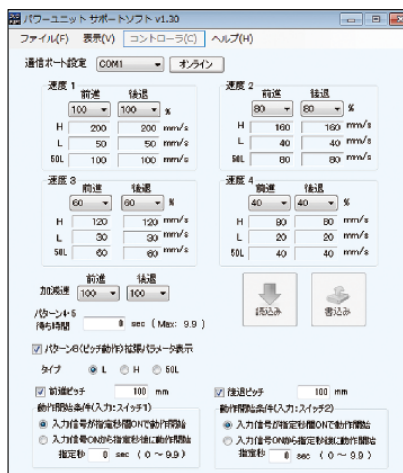 パワーユニット サポートソフト v1.30
ファイル(F) 表示(V) コントローラ(C) ヘルプ(H)
通信ポート設定 COM1 オンライン
速度 1
前進 後退
100 100 %
H 200 200 mm/s
L 50 50 mm/s
50L 100 100 mm/s
速度 2
前進 後退
80 80 %
H 160 160 mm/s
L 40 40 mm/s
50L 80 80 mm/s
速度 3
前進 後退
60 60 %
H 120 120 mm/s
L 30 30 mm/s
50L 60 60 mm/s
速度 4
前進 後退
40 40 %
H 80 80 mm/s
L 20 20 mm/s
50L 40 40 mm/s
前進 後退
加減速 100 100
読込み 書込み
パターン4・5
待ち時間 0 sec ( Max: 9.9 )
パターン6(ピッチ動作)拡張パラメータ表示
タイプ L H 50L
前進ピッチ 100 mm
動作開始条件(入力:スイッチ1)
入力信号が指定秒間ONで動作開始
入力信号ONから指定秒後に動作開始
指定秒 0 sec ( 0 ～ 9.9 )
後退ピッチ 100 mm
動作開始条件(入力:スイッチ2)
入力信号が指定秒間ONで動作開始
入力信号ONから指定秒後に動作開始
指定秒 0 sec ( 0 ～ 9.9 )